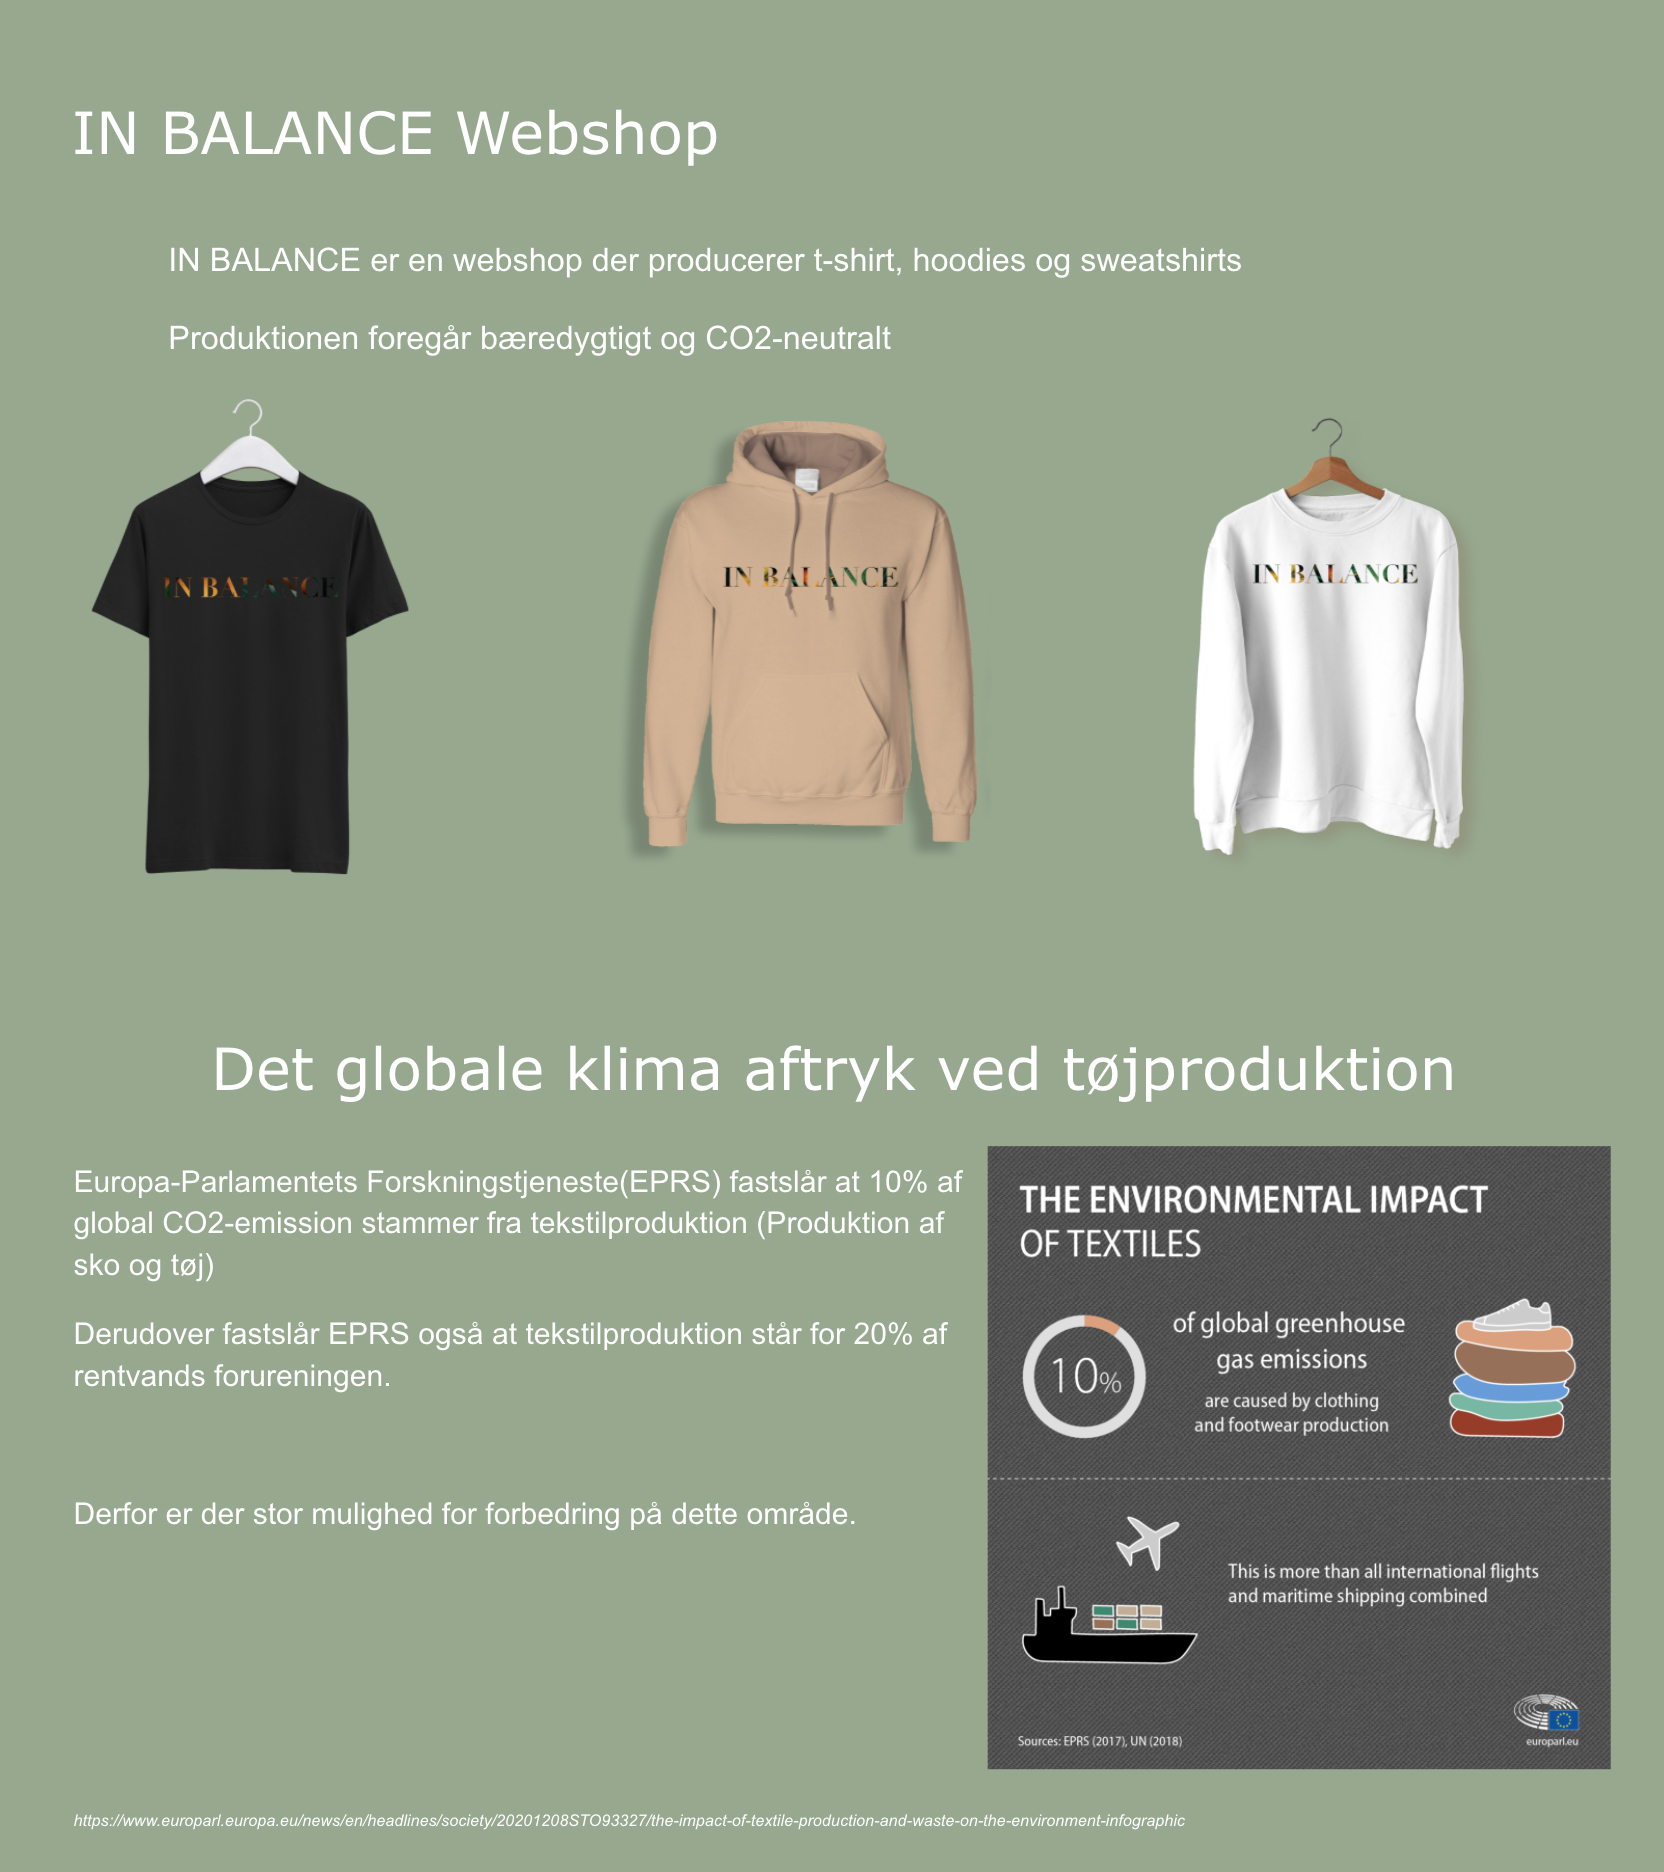 IN BALANCE Webshop
IN BALANCE er en webshop der producerer t-shirt, hoodies og sweatshirts
Produktionen foregår bæredygtigt og CO2-neutralt
IN BALANCE
IN BALANCE
IN BALANCE
Det globale klima aftryk ved tøjproduktion
Europa-Parlamentets Forskningstjeneste(EPRS) fastslår at 10% af
global CO2-emission stammer fra tekstilproduktion (Produktion af
sko og tøj)
Derudover fastslår EPRS også at tekstilproduktion står for 20% af
rentvands forureningen.
Derfor er der stor mulighed for forbedring på dette område.
THE ENVIRONMENTAL IMPACT
OF TEXTILES
10%
of global greenhouse
gas emissions
are caused by clothing
and footwear production
This is more than all international flights
and maritime shipping combined
Sources: EPRS (2017), UN (2018)
europarl.eu
https://www.europarl.europa.eu/news/en/headlines/society/20201208STO93327/the-impact-of-textile-production-and-waste-on-the-environment-infographic